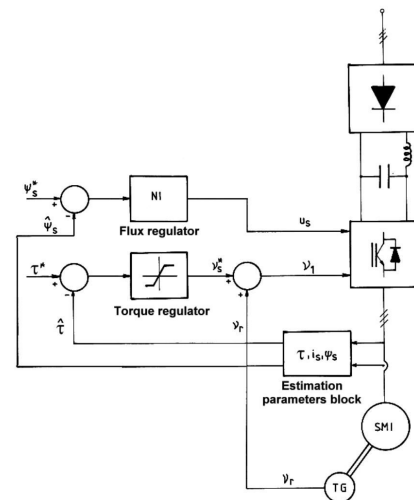 ψs*
+
-
ψ̂s
NI
Flux regulator
us
τ*
+
-
τ̂
Torque regulator
νs*
+
+
ν1
νr
τ, is, ψs
Estimation
parameters block
SMI
νr
TG